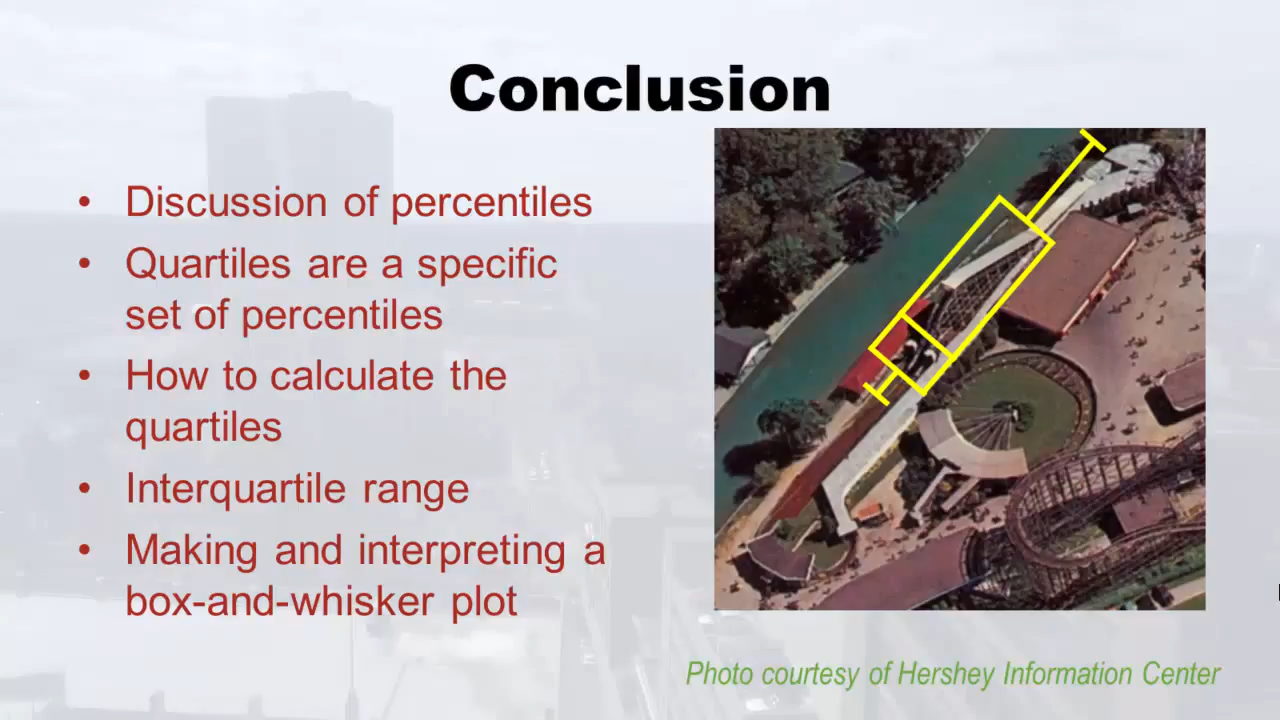 Conclusion
• Discussion of percentiles
• Quartiles are a specific
set of percentiles
• How to calculate the
quartiles
• Interquartile range
• Making and interpreting a
box-and-whisker plot
Photo courtesy of Hershey Information Center